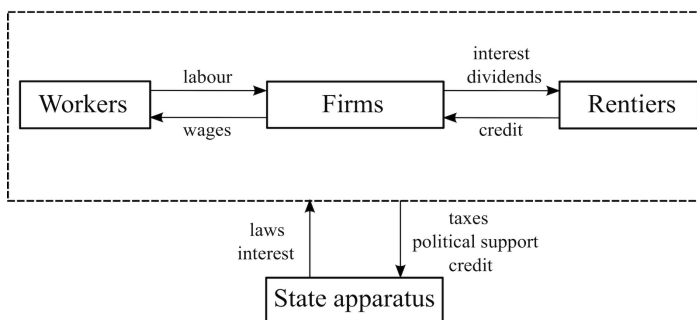 interest
labour
dividends
Workers
Firms
Rentiers
wages
credit
laws
interest
taxes
political support
credit
State apparatus